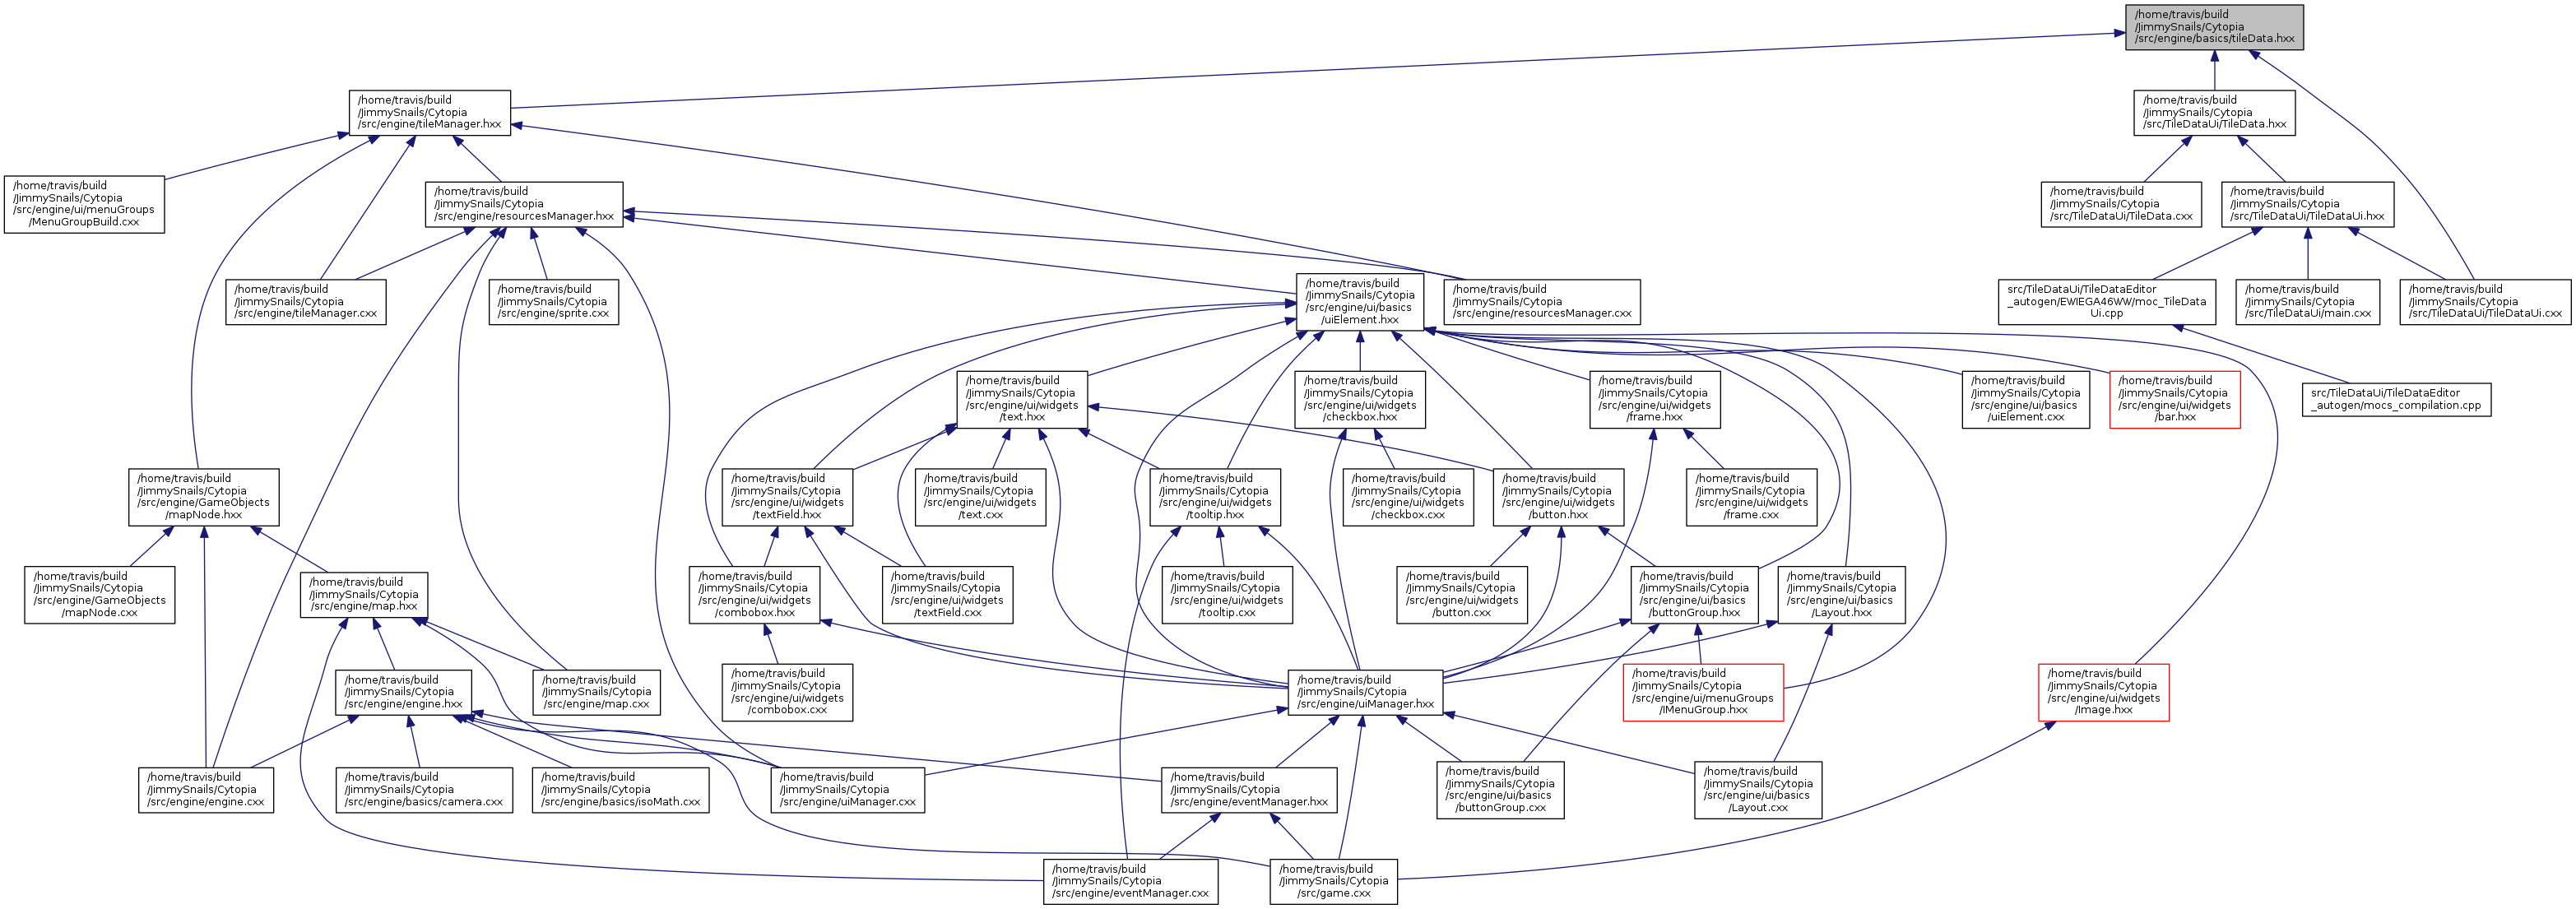 /home/travis/build
/JimmySnails/Cytopia
/src/engine/basics/tileData.hxx
/home/travis/build
/JimmySnails/Cytopia
/src/engine/tileManager.hxx
/home/travis/build
/JimmySnails/Cytopia
/src/TileDataUi/TileData.hxx
/home/travis/build
/JimmySnails/Cytopia
/src/engine/ui/menuGroups
/MenuGroupBuild.cxx
/home/travis/build
/JimmySnails/Cytopia
/src/engine/resourcesManager.hxx
/home/travis/build
/JimmySnails/Cytopia
/src/TileDataUi/TileData.cxx
/home/travis/build
/JimmySnails/Cytopia
/src/TileDataUi/TileDataUi.hxx
/home/travis/build
/JimmySnails/Cytopia
/src/engine/tileManager.cxx
/home/travis/build
/JimmySnails/Cytopia
/src/engine/sprite.cxx
/home/travis/build
/JimmySnails/Cytopia
/src/engine/ui/basics
/uiElement.hxx
/home/travis/build
/JimmySnails/Cytopia
/src/engine/resourcesManager.cxx
src/TileDataUi/TileDataEditor
_autogen/EWIEGA46WW/moc_TileData
Ui.cpp
/home/travis/build
/JimmySnails/Cytopia
/src/TileDataUi/main.cxx
/home/travis/build
/JimmySnails/Cytopia
/src/TileDataUi/TileDataUi.cxx
/home/travis/build
/JimmySnails/Cytopia
/src/engine/ui/widgets
/text.hxx
/home/travis/build
/JimmySnails/Cytopia
/src/engine/ui/widgets
/checkbox.hxx
/home/travis/build
/JimmySnails/Cytopia
/src/engine/ui/widgets
/frame.hxx
/home/travis/build
/JimmySnails/Cytopia
/src/engine/ui/basics
/uiElement.cxx
/home/travis/build
/JimmySnails/Cytopia
/src/engine/ui/widgets
/bar.hxx
src/TileDataUi/TileDataEditor
_autogen/mocs_compilation.cpp
/home/travis/build
/JimmySnails/Cytopia
/src/engine/GameObjects
/mapNode.hxx
/home/travis/build
/JimmySnails/Cytopia
/src/engine/ui/widgets
/textField.hxx
/home/travis/build
/JimmySnails/Cytopia
/src/engine/ui/widgets
/text.cxx
/home/travis/build
/JimmySnails/Cytopia
/src/engine/ui/widgets
/tooltip.hxx
/home/travis/build
/JimmySnails/Cytopia
/src/engine/ui/widgets
/checkbox.cxx
/home/travis/build
/JimmySnails/Cytopia
/src/engine/ui/widgets
/button.hxx
/home/travis/build
/JimmySnails/Cytopia
/src/engine/ui/widgets
/frame.cxx
/home/travis/build
/JimmySnails/Cytopia
/src/engine/GameObjects
/mapNode.cxx
/home/travis/build
/JimmySnails/Cytopia
/src/engine/map.hxx
/home/travis/build
/JimmySnails/Cytopia
/src/engine/ui/widgets
/combobox.hxx
/home/travis/build
/JimmySnails/Cytopia
/src/engine/ui/widgets
/textField.cxx
/home/travis/build
/JimmySnails/Cytopia
/src/engine/ui/widgets
/tooltip.cxx
/home/travis/build
/JimmySnails/Cytopia
/src/engine/ui/widgets
/button.cxx
/home/travis/build
/JimmySnails/Cytopia
/src/engine/ui/basics
/buttonGroup.hxx
/home/travis/build
/JimmySnails/Cytopia
/src/engine/ui/basics
/Layout.hxx
/home/travis/build
/JimmySnails/Cytopia
/src/engine/engine.hxx
/home/travis/build
/JimmySnails/Cytopia
/src/engine/map.cxx
/home/travis/build
/JimmySnails/Cytopia
/src/engine/ui/widgets
/combobox.cxx
/home/travis/build
/JimmySnails/Cytopia
/src/engine/uiManager.hxx
/home/travis/build
/JimmySnails/Cytopia
/src/engine/ui/menuGroups
/IMenuGroup.hxx
/home/travis/build
/JimmySnails/Cytopia
/src/engine/ui/widgets
/Image.hxx
/home/travis/build
/JimmySnails/Cytopia
/src/engine/engine.cxx
/home/travis/build
/JimmySnails/Cytopia
/src/engine/basics/camera.cxx
/home/travis/build
/JimmySnails/Cytopia
/src/engine/basics/isoMath.cxx
/home/travis/build
/JimmySnails/Cytopia
/src/engine/uiManager.cxx
/home/travis/build
/JimmySnails/Cytopia
/src/engine/eventManager.hxx
/home/travis/build
/JimmySnails/Cytopia
/src/engine/ui/basics
/buttonGroup.cxx
/home/travis/build
/JimmySnails/Cytopia
/src/engine/ui/basics
/Layout.cxx
/home/travis/build
/JimmySnails/Cytopia
/src/engine/eventManager.cxx
/home/travis/build
/JimmySnails/Cytopia
/src/game.cxx